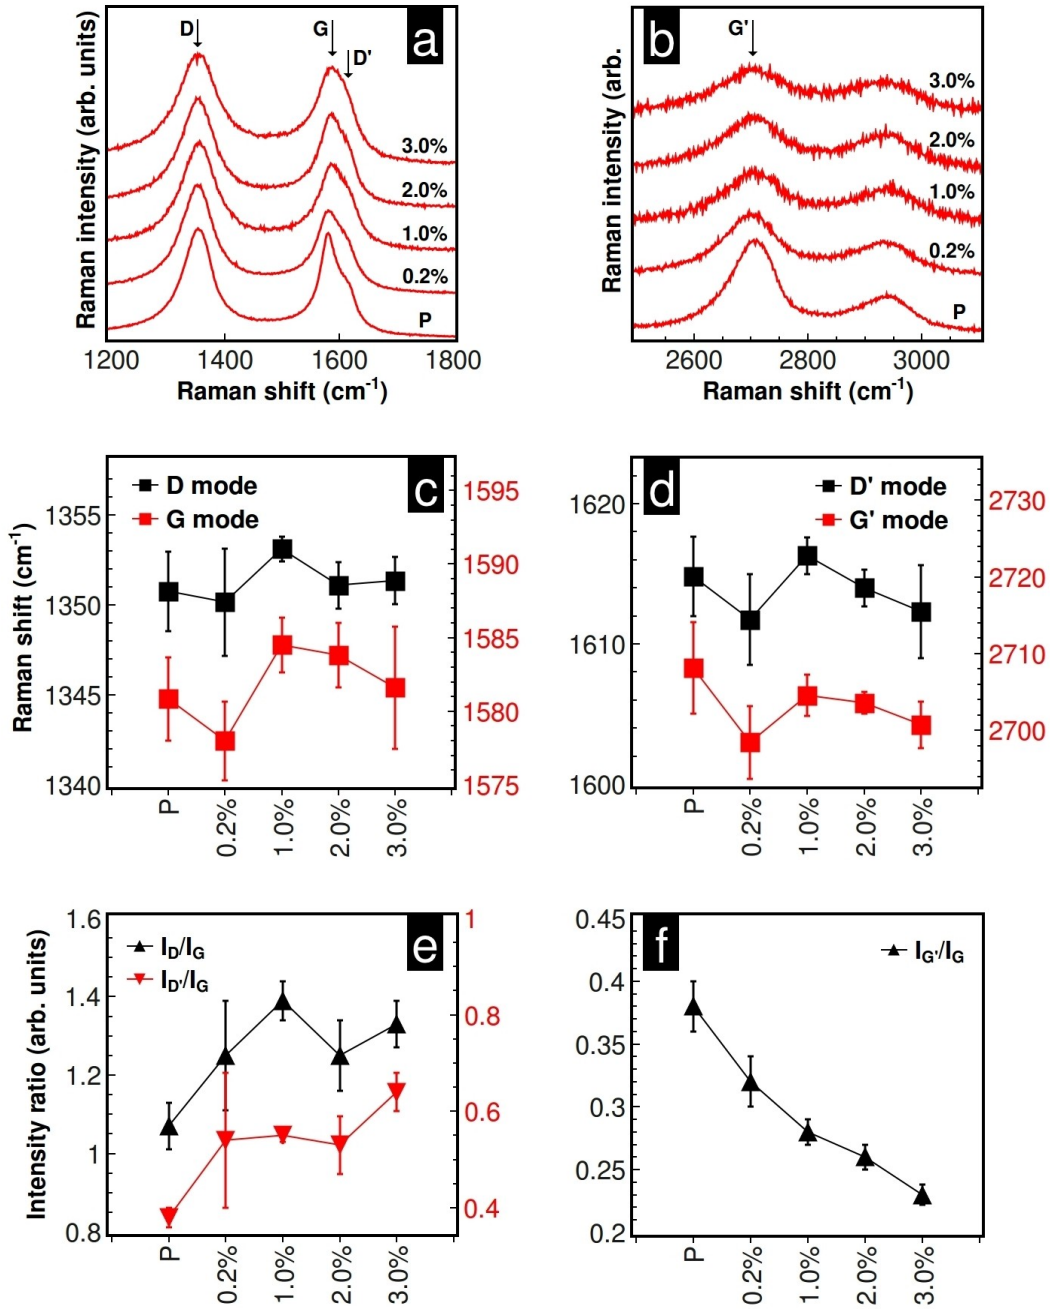 a
D
G
D'
3.0%
2.0%
1.0%
0.2%
P
Raman intensity (arb. units)
1200 1400 1600 1800
Raman shift (cm⁻¹)
b
G'
3.0%
2.0%
1.0%
0.2%
P
Raman intensity (arb.
2600 2800 3000
Raman shift (cm⁻¹)
c
D mode
G mode
Raman shift (cm⁻¹)
1355
1350
1345
1340
1595
1590
1585
1580
1575
P 0.2% 1.0% 2.0% 3.0%
d
D' mode
G' mode
1620
1610
1600
2730
2720
2710
2700
P 0.2% 1.0% 2.0% 3.0%
e
I_D/I_G
I_D'/I_G
Intensity ratio (arb. units)
1.6
1.4
1.2
1
0.8
1
0.8
0.6
0.4
P 0.2% 1.0% 2.0% 3.0%
f
I_G'/I_G
0.45
0.4
0.35
0.3
0.25
0.2
P 0.2% 1.0% 2.0% 3.0%